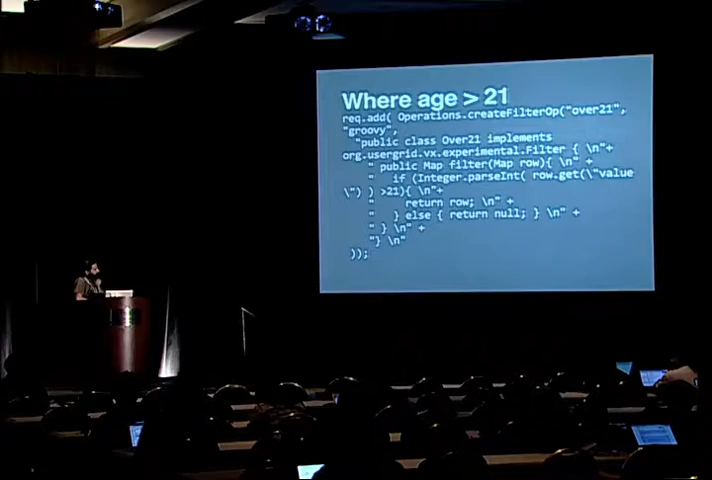 Where age > 21
req.add( Operations.createFilterOp("over21",
"groovy",
"public class Over21 implements
org.usergrid.vx.experimental.Filter { \n"+
" public Map filter(Map row){ \n" +
" if (Integer.parseInt( row.get(\"value
\") ) >21){ \n"+
" return row; \n" +
" } else { return null; } \n" +
" } \n" +
"} \n"
));